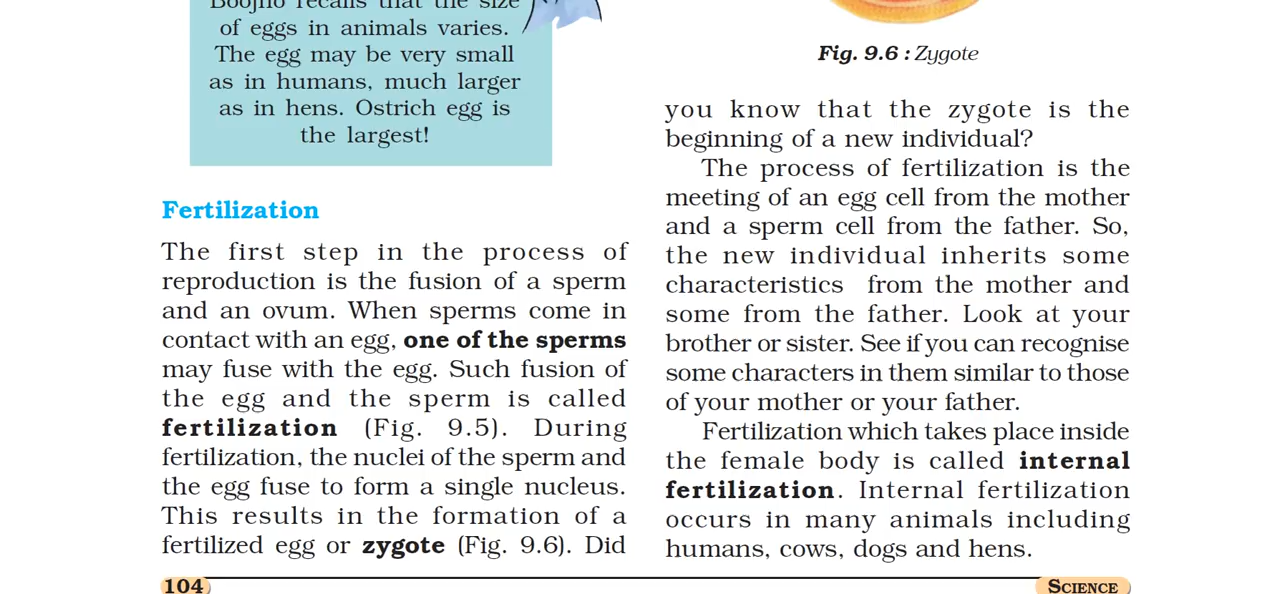 Boojho recalls that the size
of eggs in animals varies.
The egg may be very small
as in humans, much larger
as in hens. Ostrich egg is
the largest!
Fertilization
The first step in the process of
reproduction is the fusion of a sperm
and an ovum. When sperms come in
contact with an egg, one of the sperms
may fuse with the egg. Such fusion of
the egg and the sperm is called
fertilization (Fig. 9.5). During
fertilization, the nuclei of the sperm and
the egg fuse to form a single nucleus.
This results in the formation of a
fertilized egg or zygote (Fig. 9.6). Did
Fig. 9.6 : Zygote
you know that the zygote is the
beginning of a new individual?
The process of fertilization is the
meeting of an egg cell from the mother
and a sperm cell from the father. So,
the new individual inherits some
characteristics from the mother and
some from the father. Look at your
brother or sister. See if you can recognise
some characters in them similar to those
of your mother or your father.
Fertilization which takes place inside
the female body is called internal
fertilization. Internal fertilization
occurs in many animals including
humans, cows, dogs and hens.
104
SCIENCE